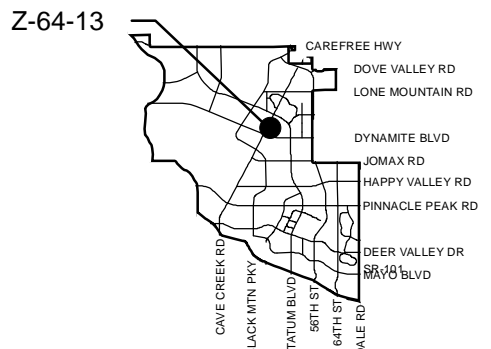 Z-64-13
CAREFREE HWY
DOVE VALLEY RD
LONE MOUNTAIN RD
DYNAMITE BLVD
JOMAX RD
HAPPY VALLEY RD
PINNACLE PEAK RD
DEER VALLEY DR
SR-101
MAYO BLVD
CAVE CREEK RD
LACK MTN PKY
TATUM BLVD
56TH ST
64TH ST
DALE RD